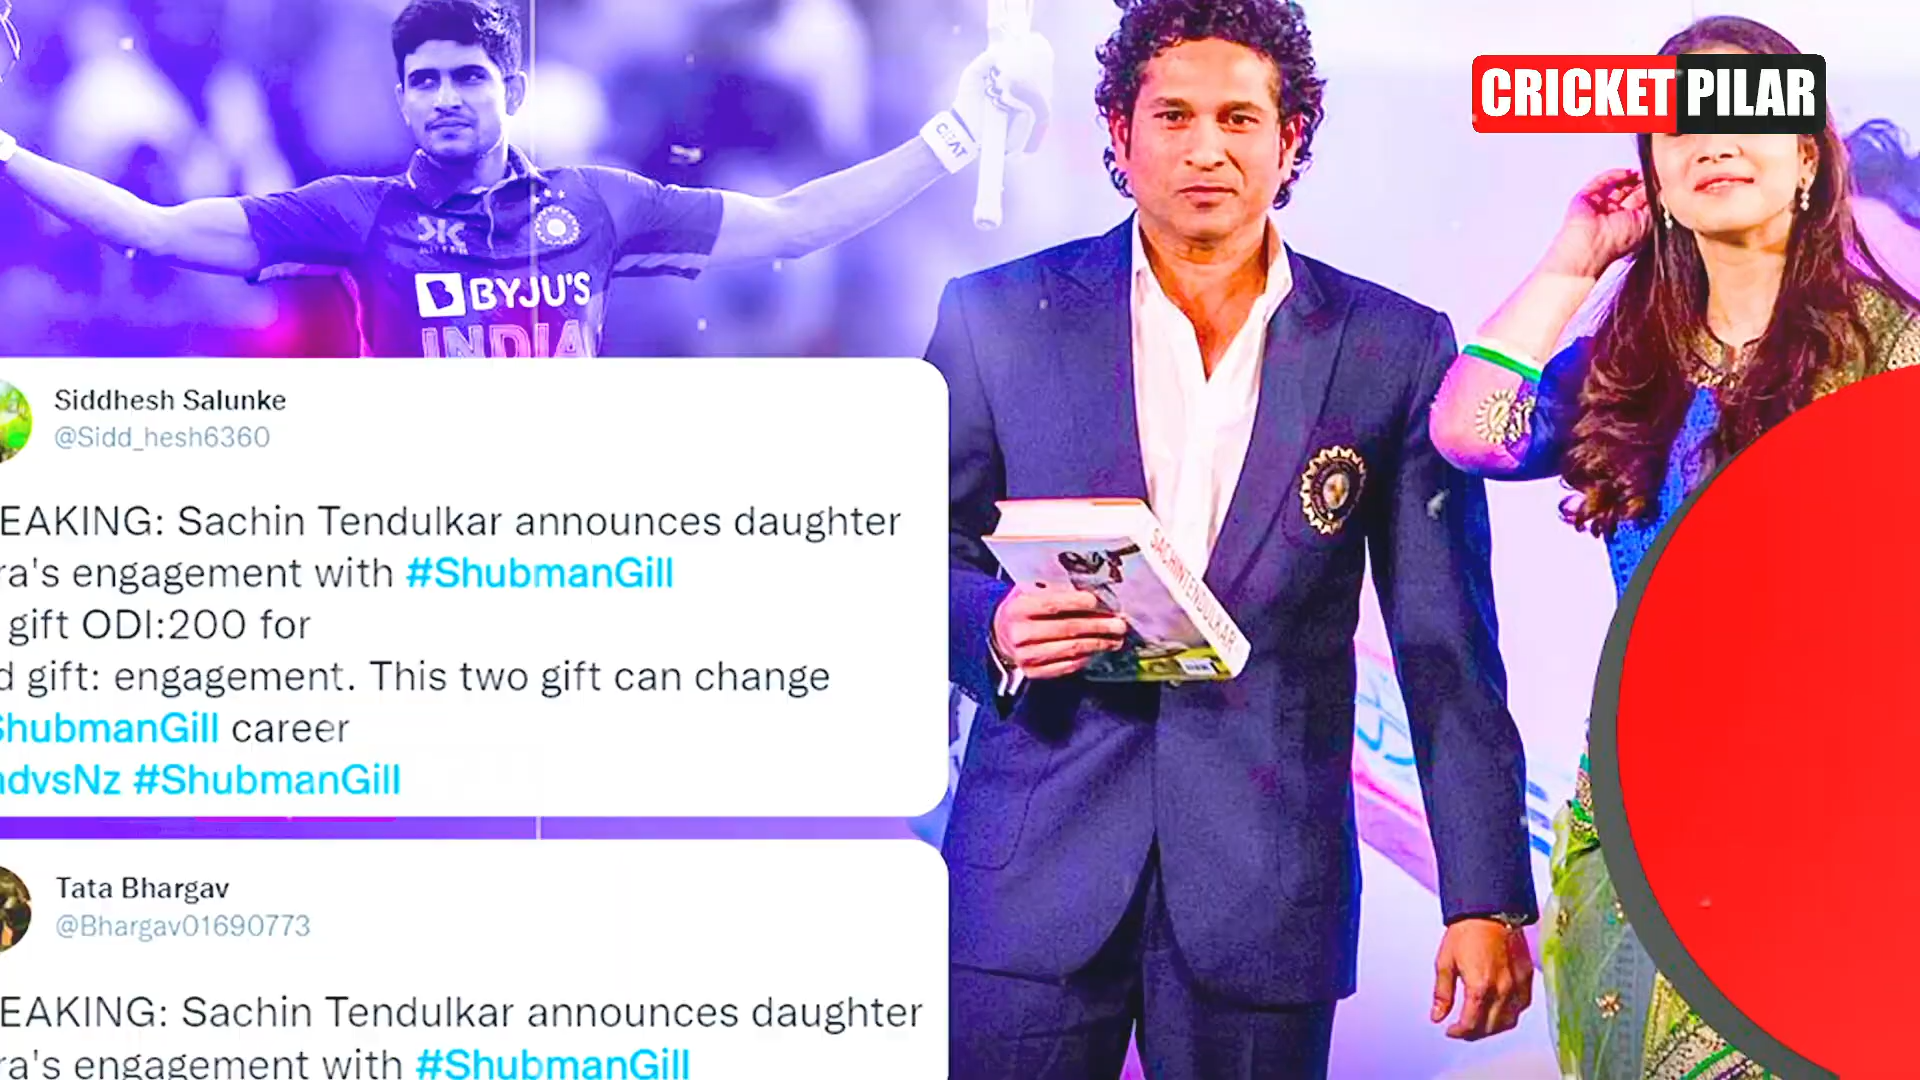 CRICKET PILAR
CEAT
BYJU'S
INDIA
Siddhesh Salunke
@Sidd_hesh6360
EAKING: Sachin Tendulkar announces daughter
ra's engagement with #ShubmanGill
gift ODI:200 for
d gift: engagement. This two gift can change
ShubmanGill career
ndvsNz #ShubmanGill
SACHIN TENDULKAR
Tata Bhargav
@Bhargav01690773
EAKING: Sachin Tendulkar announces daughter
ra's engagement with #ShubmanGill